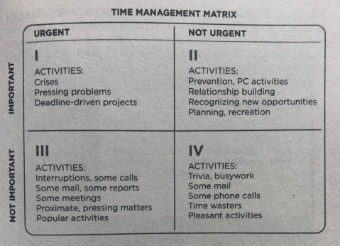 TIME MANAGEMENT MATRIX
URGENT
NOT URGENT
IMPORTANT
I
ACTIVITIES:
Crises
Pressing problems
Deadline-driven projects
II
ACTIVITIES:
Prevention, PC activities
Relationship building
Recognizing new opportunities
Planning, recreation
NOT IMPORTANT
III
ACTIVITIES:
Interruptions, some calls
Some mail, some reports
Some meetings
Proximate, pressing matters
Popular activities
IV
ACTIVITIES:
Trivia, busywork
Some mail
Some phone calls
Time wasters
Pleasant activities